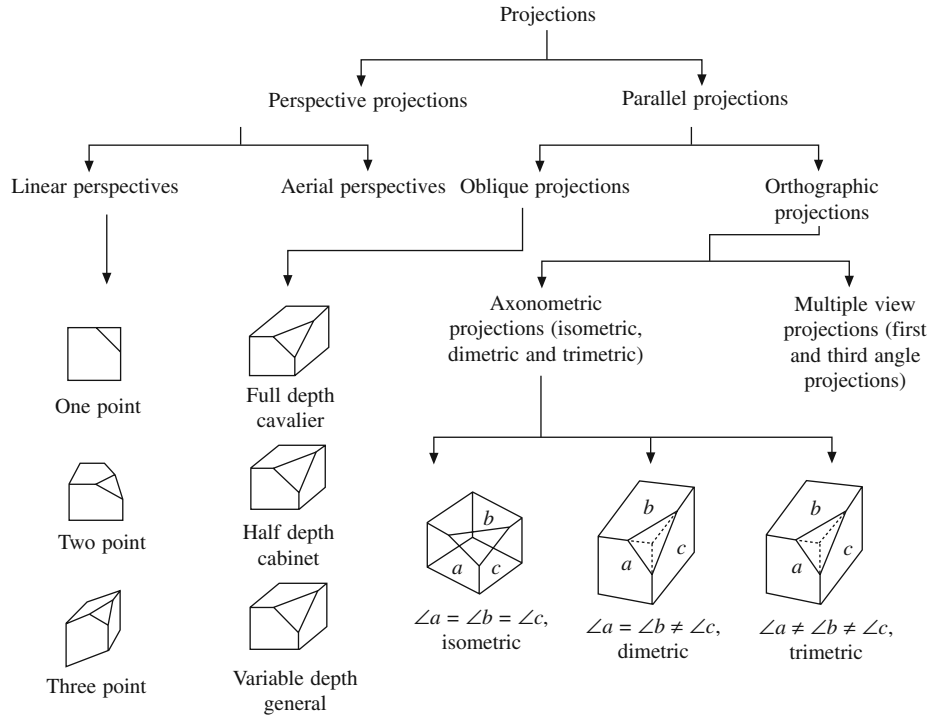 Projections
Perspective projections
Parallel projections
Linear perspectives
Aerial perspectives
Oblique projections
Orthographic
projections
Axonometric
projections (isometric,
dimetric and trimetric)
Multiple view
projections (first
and third angle
projections)
One point
Two point
Three point
Full depth
cavalier
Half depth
cabinet
Variable depth
general
b
a
c
∠a = ∠b = ∠c,
isometric
b
a
c
∠a = ∠b ≠ ∠c,
dimetric
b
a
c
∠a ≠ ∠b ≠ ∠c,
trimetric